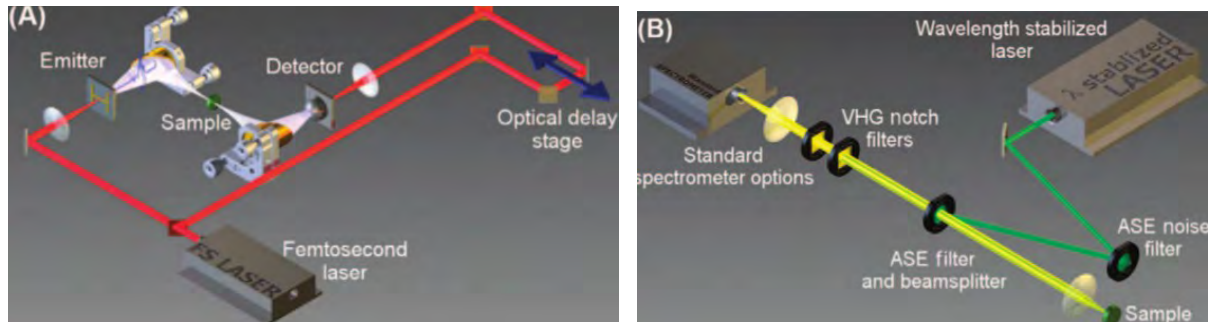 (A)
Emitter
Detector
Sample
Optical delay
stage
Femtosecond
laser
FS LASER
(B)
Wavelength stabilized
laser
λ stabilized
LASER
SPECTROMETER
VHG notch
filters
Standard
spectrometer options
ASE noise
filter
ASE filter
and beamsplitter
Sample